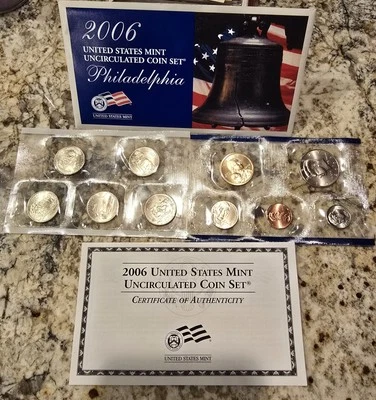 2006
UNITED STATES MINT
UNCIRCULATED COIN SET®
Philadelphia
UNITED STATES MINT
2006 UNITED STATES MINT
UNCIRCULATED COIN SET®
CERTIFICATE OF AUTHENTICITY
UNITED STATES MINT